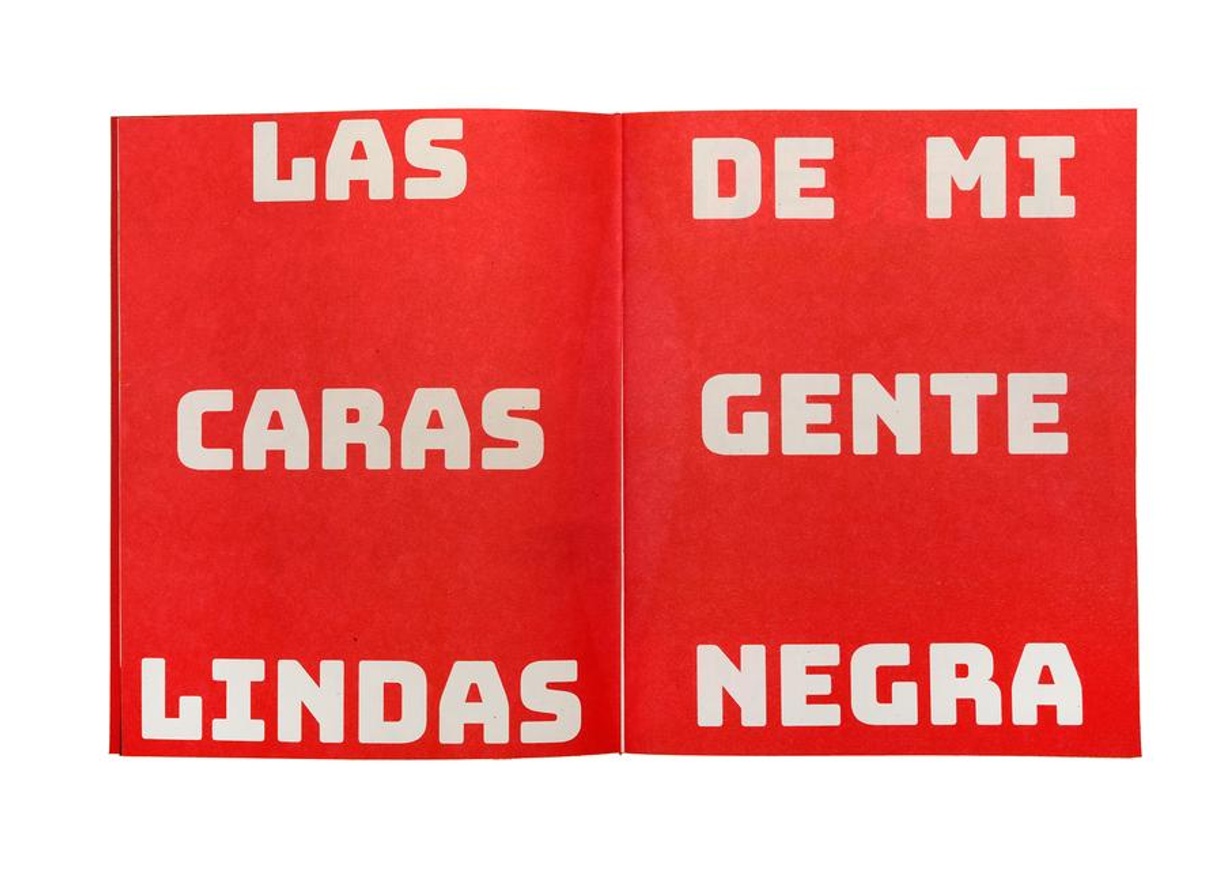 LAS
CARAS
LINDAS
DE MI
GENTE
NEGRA